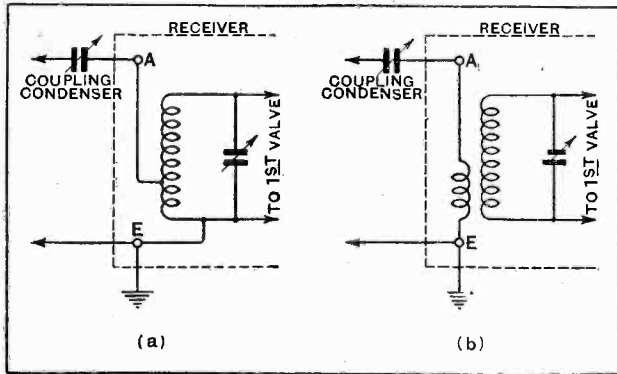 RECEIVER
A
COUPLING
CONDENSER
TO 1ST VALVE
E
(a)
RECEIVER
A
COUPLING
CONDENSER
TO 1ST VALVE
E
(b)